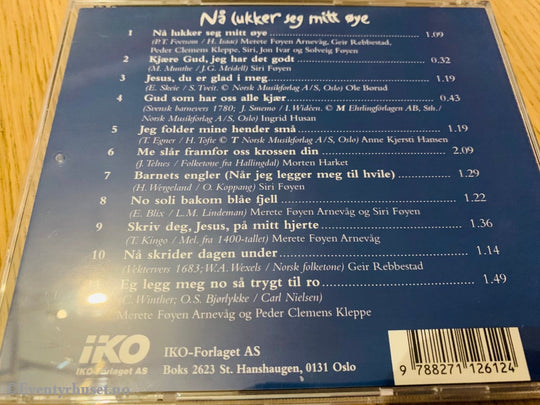 Nå lukker seg mitt øye
1 Nå lukker seg mitt øye 1.09
(P.T. Foersom / H. Isaac) Merete Føyen Arnevåg, Geir Rebbestad,
Peder Clemens Kleppe, Siri, Jon Ivar og Solveig Føyen
2 Kjære Gud, jeg har det godt 0.32
(M. Munthe / J.G. Meidell) Siri Føyen
3 Jesus, du er glad i meg 1.19
(E. Skeie / S. Tveit. © Norsk Musikforlag A/S, Oslo) Ole Børud
4 Gud som har oss alle kjær 0.43
(Svensk barnevers 1780; J. Smemo / I. Widéen. © M Ehrlingförlagen AB, Sth./
Norsk Musikforlag A/S, Oslo) Ingrid Husan
5 Jeg folder mine hender små 1.19
(T. Egner / H. Tofte © T Norsk Musikforlag A/S, Oslo) Anne Kjersti Hansen
6 Me slår framfor oss krossen din 2.09
(J. Telnes / Folketone fra Hallingdal) Morten Harket
7 Barnets engler (Når jeg legger meg til hvile) 1.29
(H. Wergeland / O. Koppang) Siri Føyen
8 No soli bakom blåe fjell 1.22
(E. Blix / L.M. Lindeman) Merete Føyen Arnevåg og Siri Føyen
9 Skriv deg, Jesus, på mitt hjerte 1.36
(T. Kingo / Mel. fra 1400-tallet) Merete Føyen Arnevåg
10 Nå skrider dagen under 1.14
(Vektervers 1683; W.A. Wexels / Norsk folketone) Geir Rebbestad
Eg legg meg no så trygt til ro 1.49
C. Winther; O.S. Bjørlykke / Carl Nielsen)
Merete Føyen Arnevåg og Peder Clemens Kleppe
iKO
IKO-Forlaget AS
IKO-Forlaget AS
Boks 2623 St. Hanshaugen, 0131 Oslo
9 788271 126124
Eventyrhuset.no